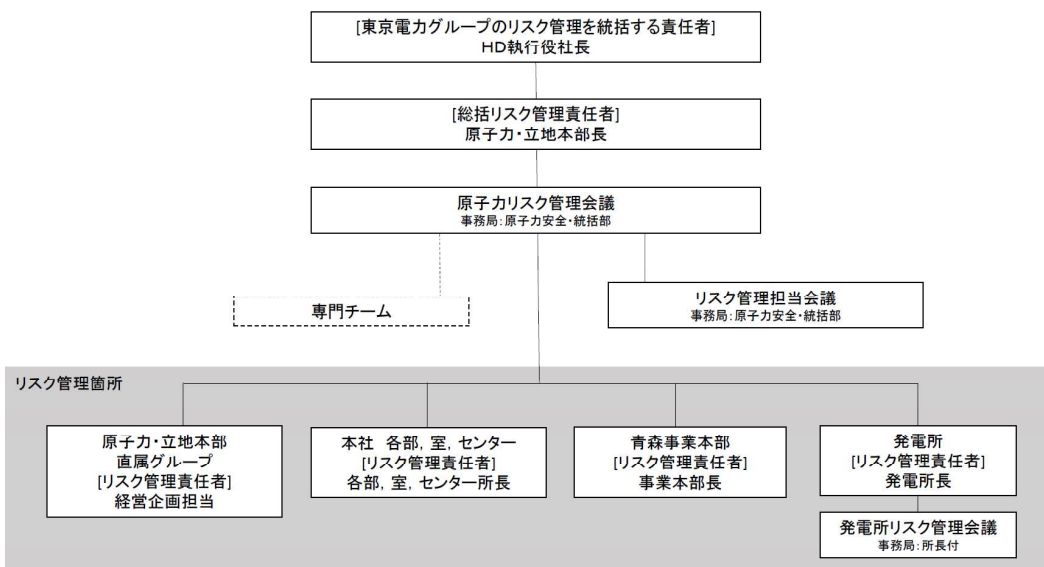 [東京電力グループのリスク管理を統括する責任者]
HD執行役社長
[総括リスク管理責任者]
原子力・立地本部長
原子力リスク管理会議
事務局：原子力安全・統括部
専門チーム
リスク管理担当会議
事務局：原子力安全・統括部
リスク管理箇所
原子力・立地本部
直属グループ
[リスク管理責任者]
経営企画担当
本社 各部，室，センター
[リスク管理責任者]
各部，室，センター所長
青森事業本部
[リスク管理責任者]
事業本部長
発電所
[リスク管理責任者]
発電所長
発電所リスク管理会議
事務局：所長付